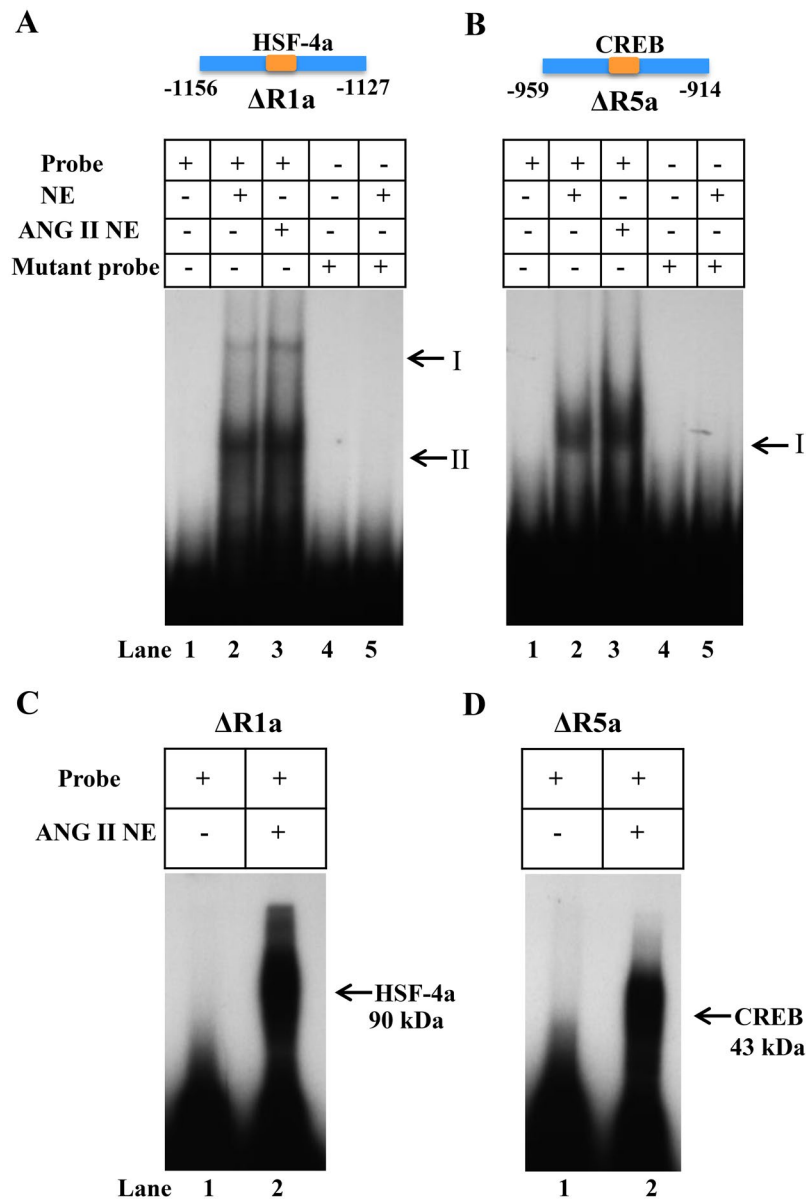 A
HSF-4a
-1156 -1127
ΔR1a
Probe + + + - -
NE - + - - +
ANG II NE - - + - -
Mutant probe - - - + +
I
II
Lane 1 2 3 4 5
B
CREB
-959 -914
ΔR5a
+ + + - -
- + - - +
- - + - -
- - - + +
I
1 2 3 4 5
C
ΔR1a
Probe + +
ANG II NE - +
HSF-4a
90 kDa
Lane 1 2
D
ΔR5a
+ +
- +
CREB
43 kDa
1 2